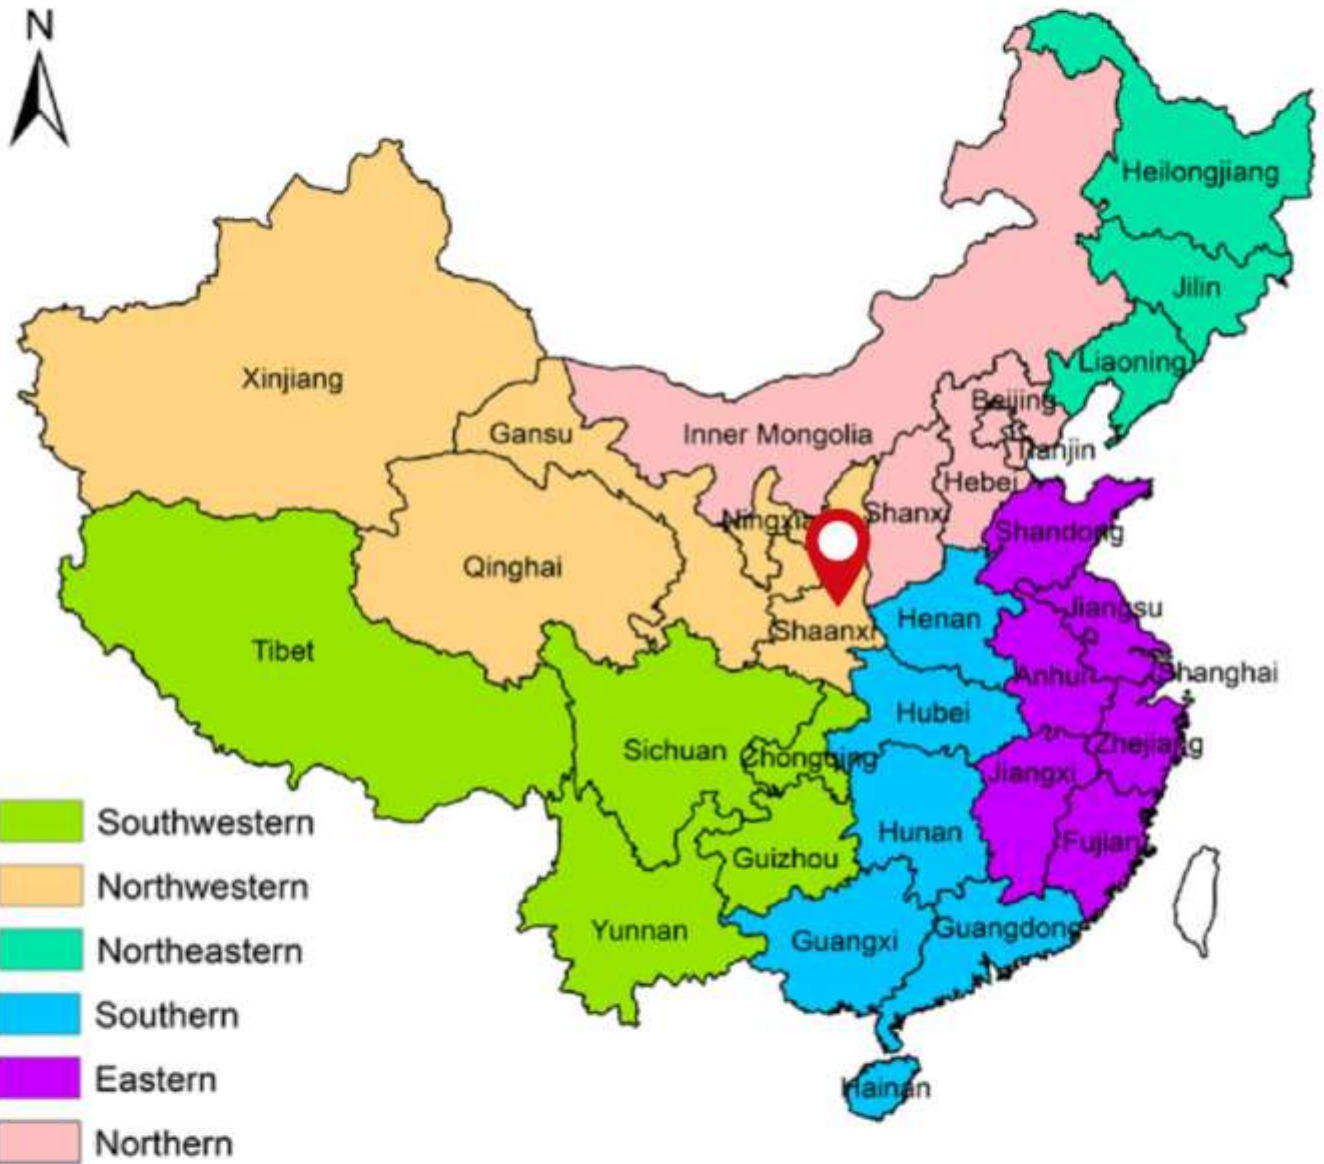 N
Heilongjiang
Jilin
Liaoning
Xinjiang
Beijing
Gansu
Inner Mongolia
Tianjin
Hebei
Ningxia
Shanxi
Shandong
Qinghai
Jiangsu
Henan
Shaanxi
Tibet
Anhui
Shanghai
Hubei
Sichuan
Chongqing
Zhejiang
Jiangxi
Hunan
Fujian
Guizhou
Yunnan
Guangxi
Guangdong
Hainan
Southwestern
Northwestern
Northeastern
Southern
Eastern
Northern